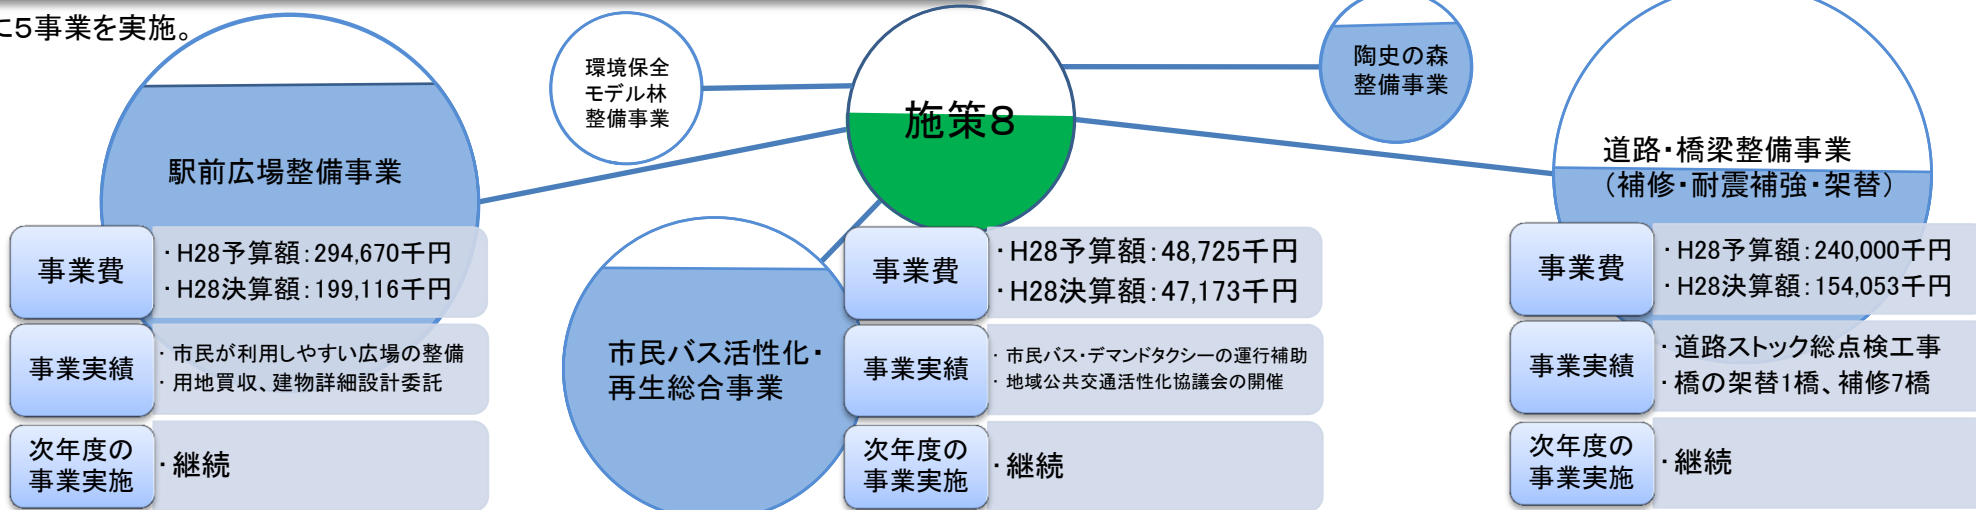 に5事業を実施。
環境保全
モデル林
整備事業
施策8
陶史の森
整備事業
駅前広場整備事業
道路・橋梁整備事業
（補修・耐震補強・架替）
事業費
・H28予算額：294,670千円
・H28決算額：199,116千円
事業実績
・市民が利用しやすい広場の整備
・用地買収、建物詳細設計委託
次年度の
事業実施
・継続
市民バス活性化・
再生総合事業
事業費
・H28予算額：48,725千円
・H28決算額：47,173千円
事業実績
・市民バス・デマンドタクシーの運行補助
・地域公共交通活性化協議会の開催
次年度の
事業実施
・継続
事業費
・H28予算額：240,000千円
・H28決算額：154,053千円
事業実績
・道路ストック総点検工事
・橋の架替1橋、補修7橋
次年度の
事業実施
・継続